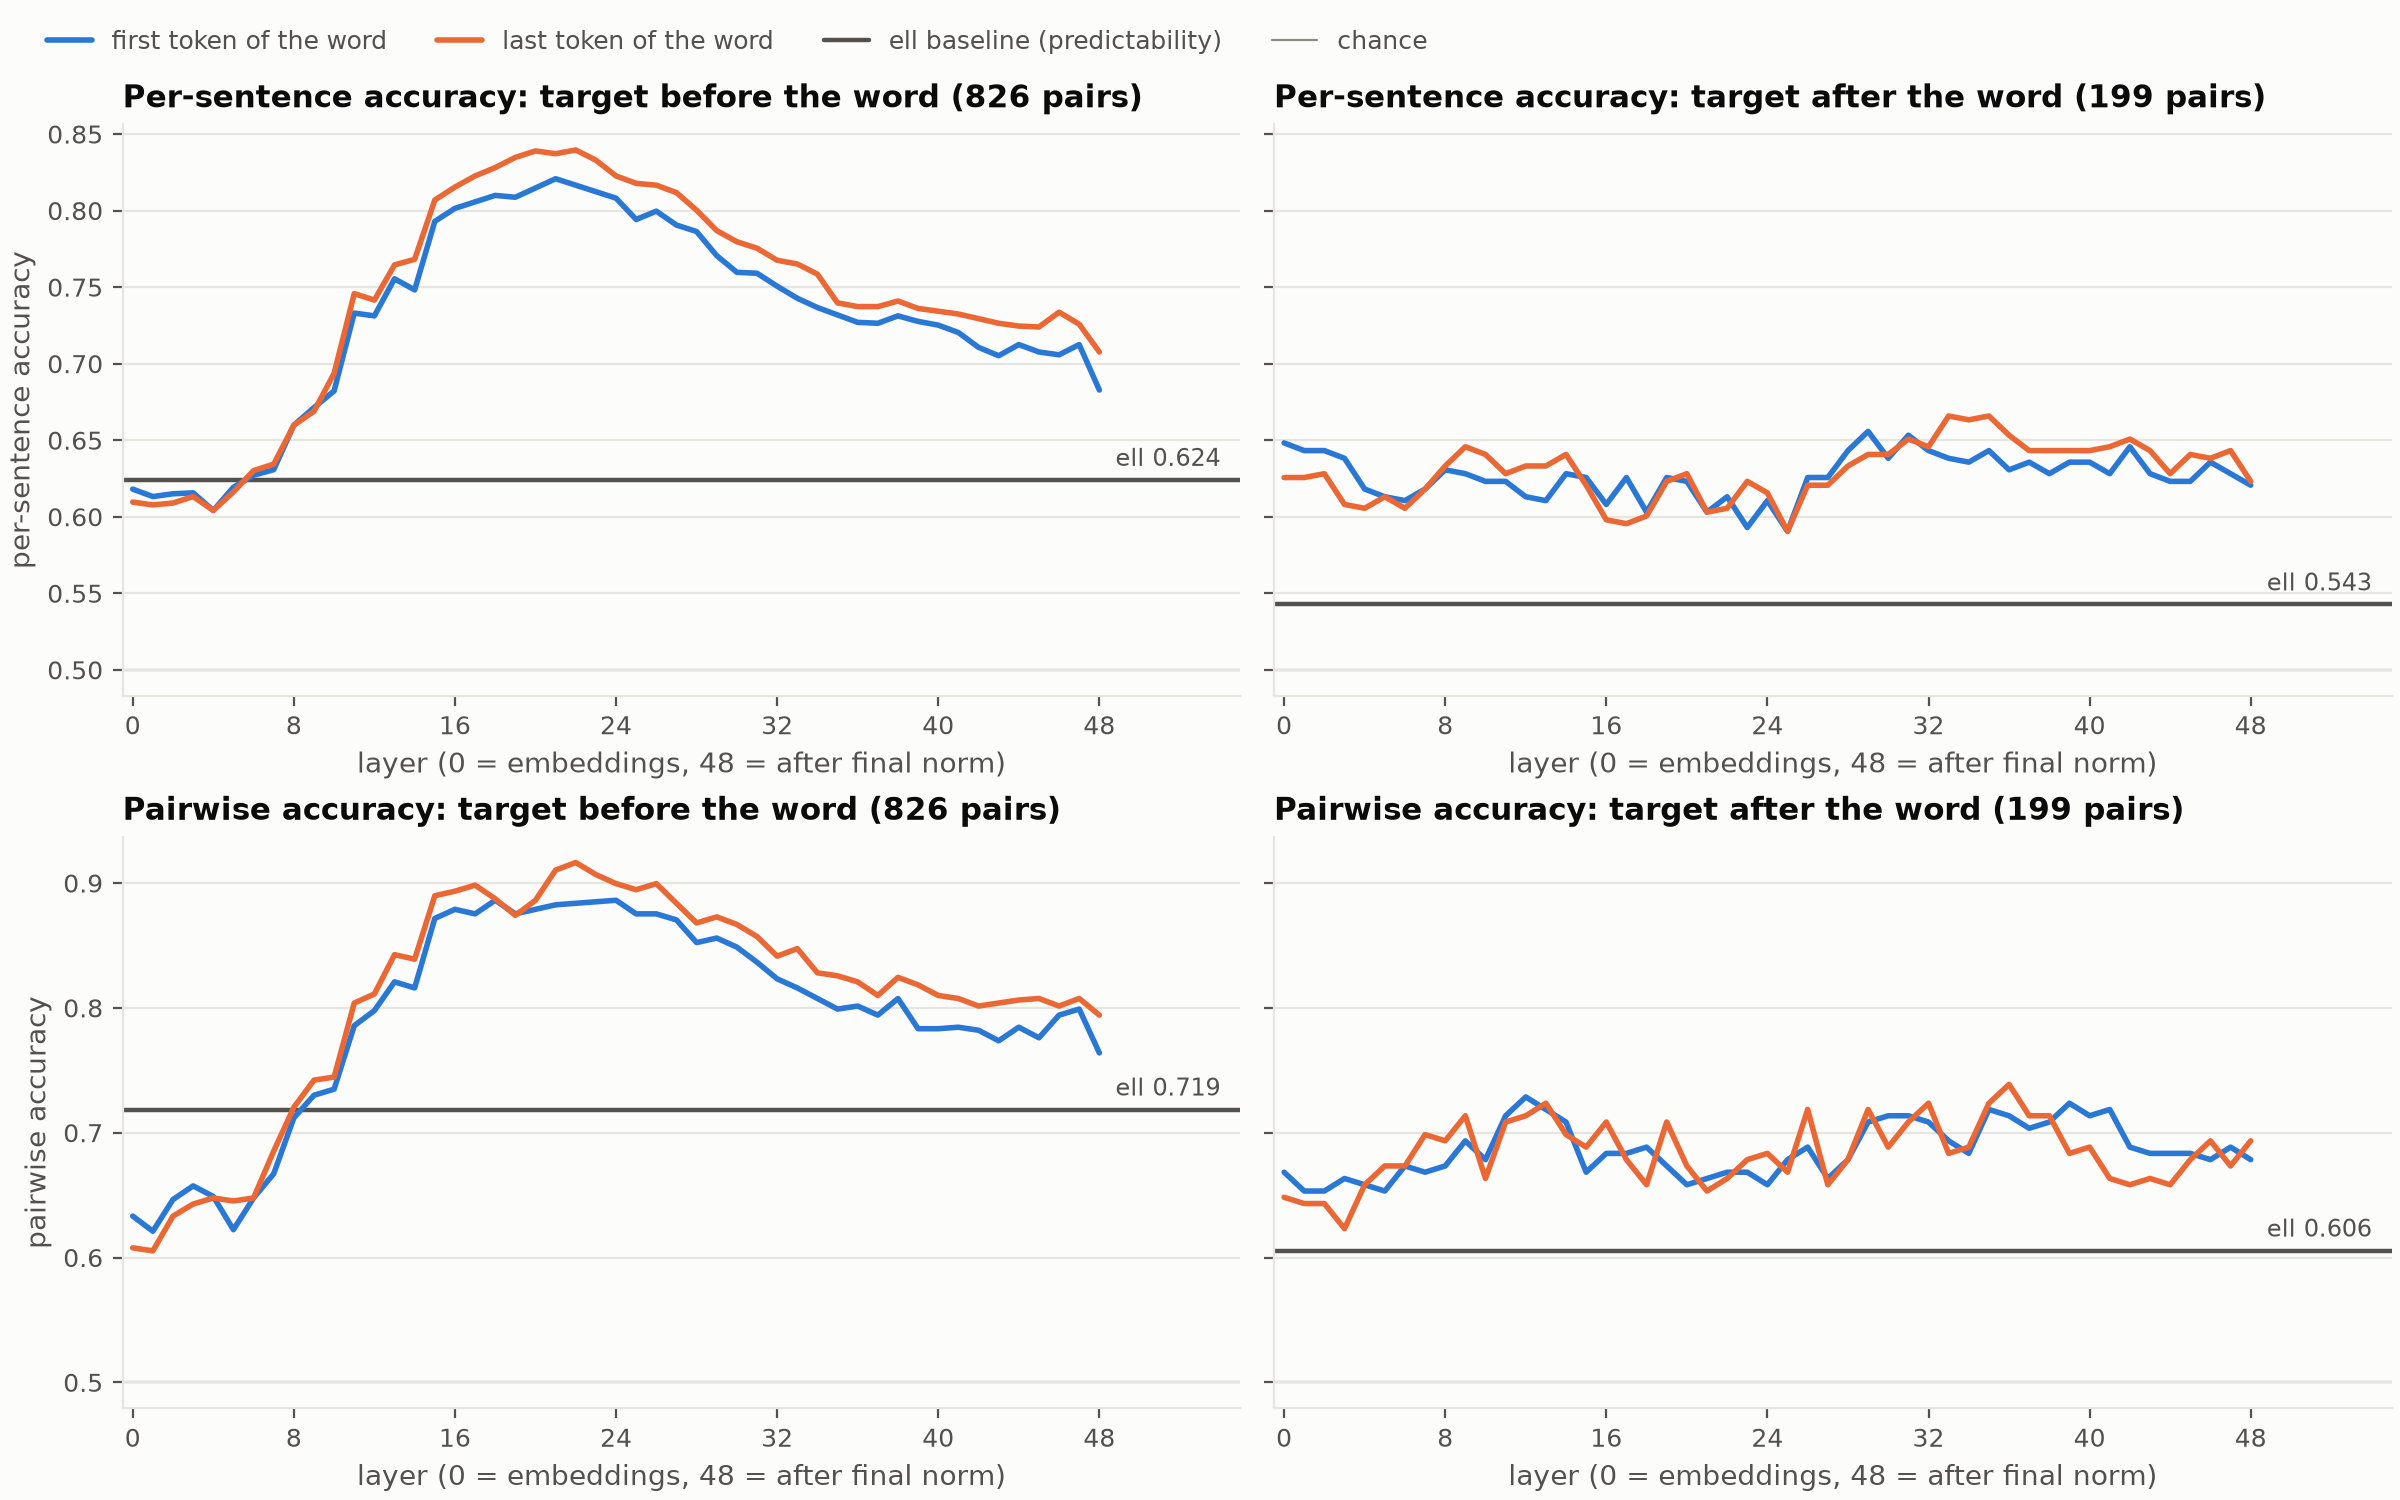 first token of the word
last token of the word
ell baseline (predictability)
chance
Per-sentence accuracy: target before the word (826 pairs)
per-sentence accuracy
0.85
0.80
0.75
0.70
0.65
0.60
0.55
0.50
ell 0.624
0 8 16 24 32 40 48
layer (0 = embeddings, 48 = after final norm)
Per-sentence accuracy: target after the word (199 pairs)
ell 0.543
0 8 16 24 32 40 48
layer (0 = embeddings, 48 = after final norm)
Pairwise accuracy: target before the word (826 pairs)
pairwise accuracy
0.9
0.8
0.7
0.6
0.5
ell 0.719
0 8 16 24 32 40 48
layer (0 = embeddings, 48 = after final norm)
Pairwise accuracy: target after the word (199 pairs)
ell 0.606
0 8 16 24 32 40 48
layer (0 = embeddings, 48 = after final norm)